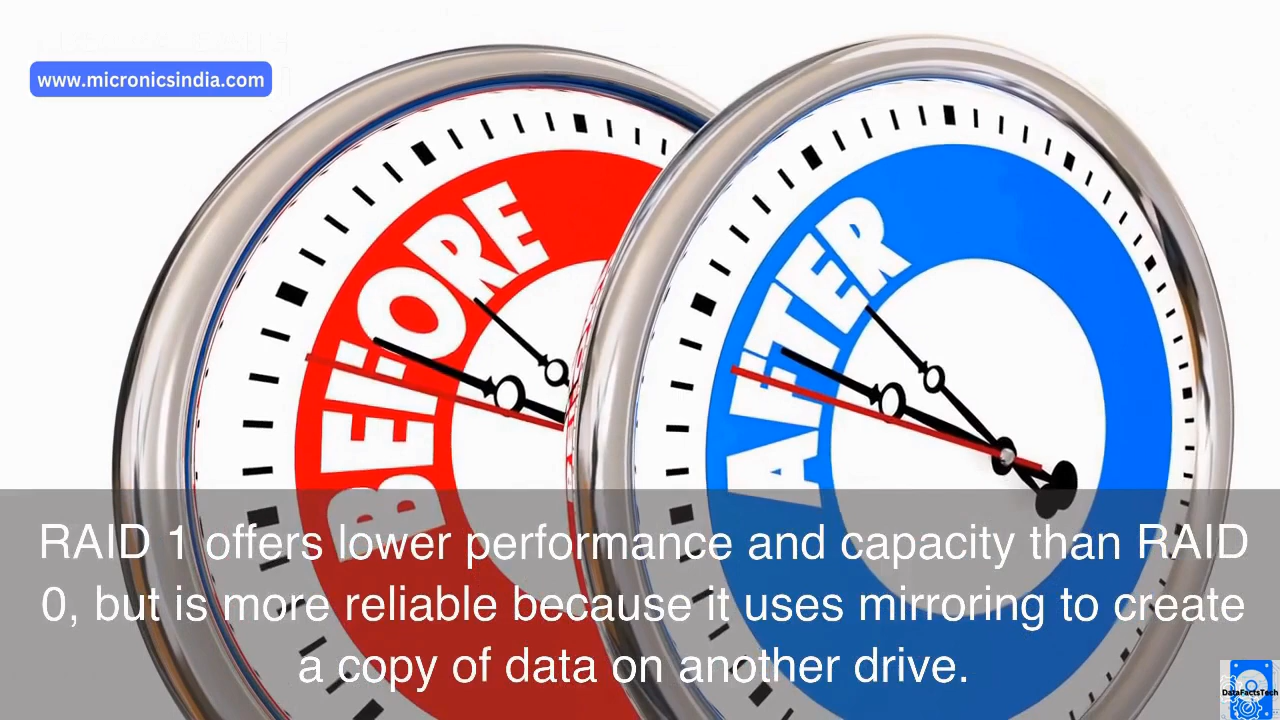 www.micronicsindia.com
BEFORE
AFTER
RAID 1 offers lower performance and capacity than RAID
0, but is more reliable because it uses mirroring to create
a copy of data on another drive.
DataFactsTech